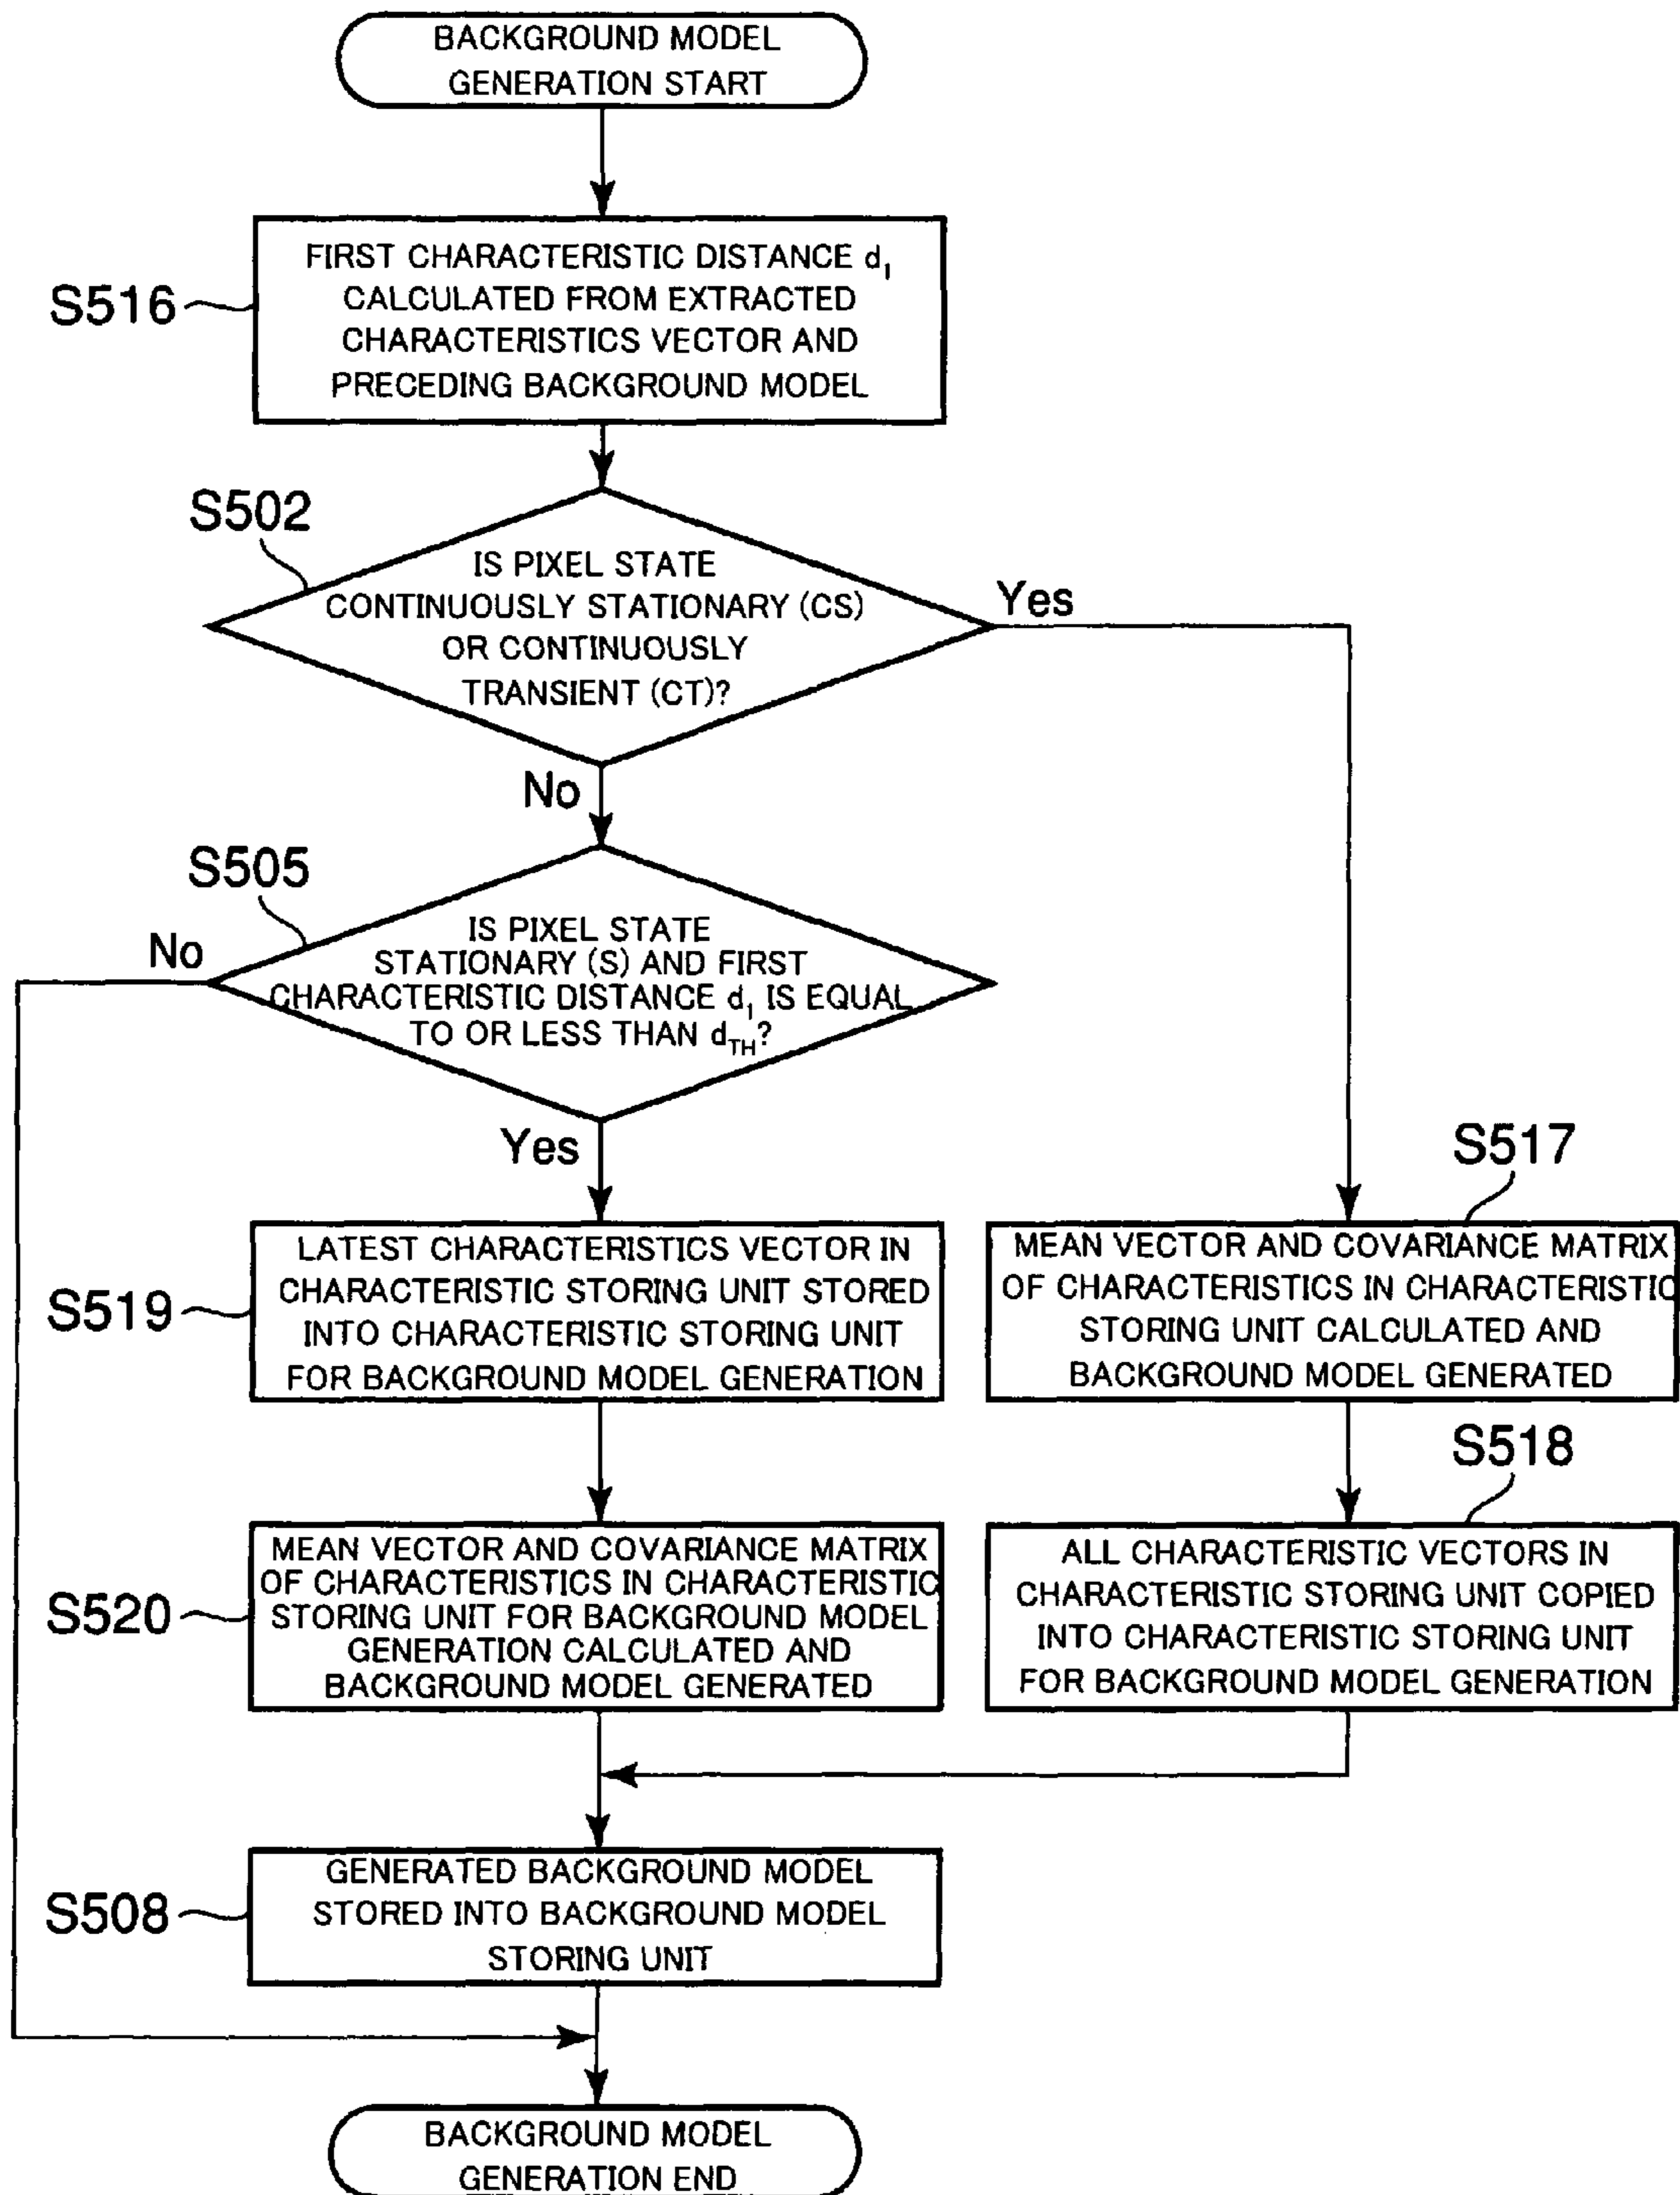 BACKGROUND MODEL
GENERATION START
S516
FIRST CHARACTERISTIC DISTANCE d1
CALCULATED FROM EXTRACTED
CHARACTERISTICS VECTOR AND
PRECEDING BACKGROUND MODEL
S502
IS PIXEL STATE
CONTINUOUSLY STATIONARY (CS)
OR CONTINUOUSLY
TRANSIENT (CT)?
Yes
No
S505
IS PIXEL STATE
STATIONARY (S) AND FIRST
CHARACTERISTIC DISTANCE d1 IS EQUAL
TO OR LESS THAN dTH?
No
Yes
S519
LATEST CHARACTERISTICS VECTOR IN
CHARACTERISTIC STORING UNIT STORED
INTO CHARACTERISTIC STORING UNIT
FOR BACKGROUND MODEL GENERATION
S517
MEAN VECTOR AND COVARIANCE MATRIX
OF CHARACTERISTICS IN CHARACTERISTIC
STORING UNIT CALCULATED AND
BACKGROUND MODEL GENERATED
S520
MEAN VECTOR AND COVARIANCE MATRIX
OF CHARACTERISTICS IN CHARACTERISTIC
STORING UNIT FOR BACKGROUND MODEL
GENERATION CALCULATED AND
BACKGROUND MODEL GENERATED
S518
ALL CHARACTERISTIC VECTORS IN
CHARACTERISTIC STORING UNIT COPIED
INTO CHARACTERISTIC STORING UNIT
FOR BACKGROUND MODEL GENERATION
S508
GENERATED BACKGROUND MODEL
STORED INTO BACKGROUND MODEL
STORING UNIT
BACKGROUND MODEL
GENERATION END